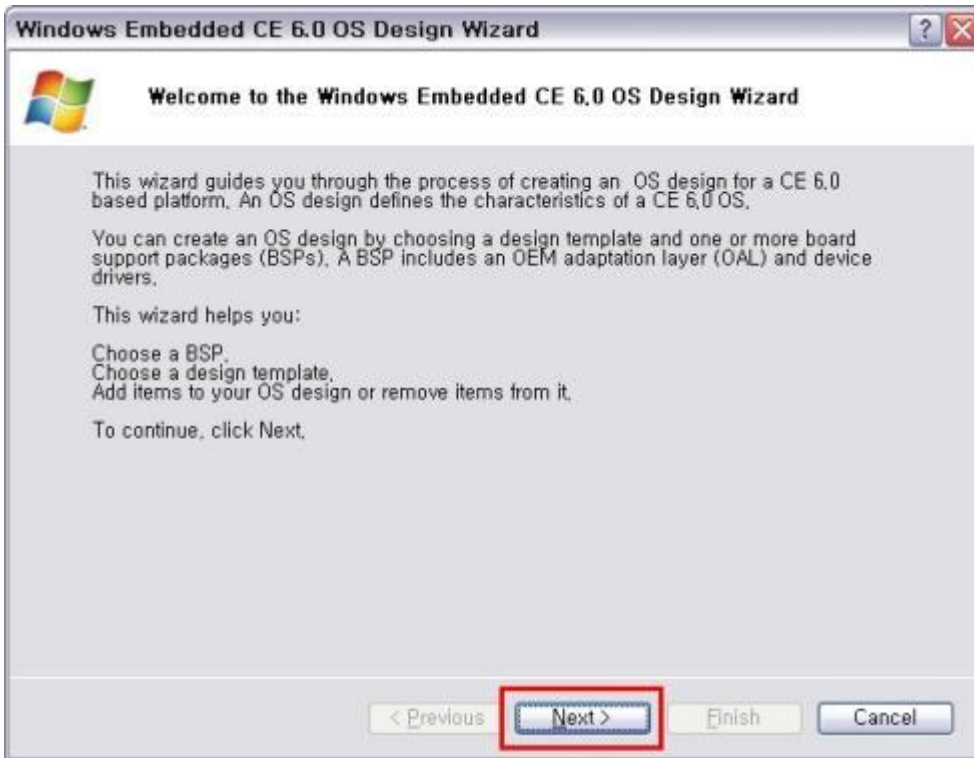 Windows Embedded CE 6.0 OS Design Wizard
?
Welcome to the Windows Embedded CE 6.0 OS Design Wizard
This wizard guides you through the process of creating an OS design for a CE 6.0
based platform. An OS design defines the characteristics of a CE 6.0 OS.
You can create an OS design by choosing a design template and one or more board
support packages (BSPs). A BSP includes an OEM adaptation layer (OAL) and device
drivers.
This wizard helps you:
Choose a BSP.
Choose a design template.
Add items to your OS design or remove items from it.
To continue, click Next.
< Previous Next > Finish Cancel